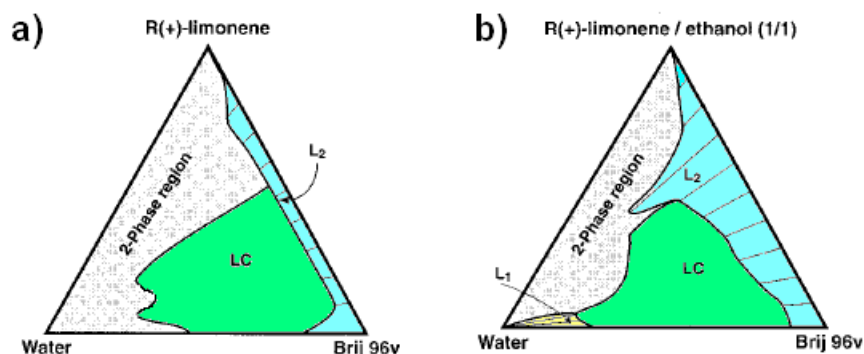 a)
R(+)-limonene
2-Phase region
L2
LC
Water
Brij 96v
b)
R(+)-limonene / ethanol (1/1)
2-Phase region
L2
L1
LC
Water
Brij 96v